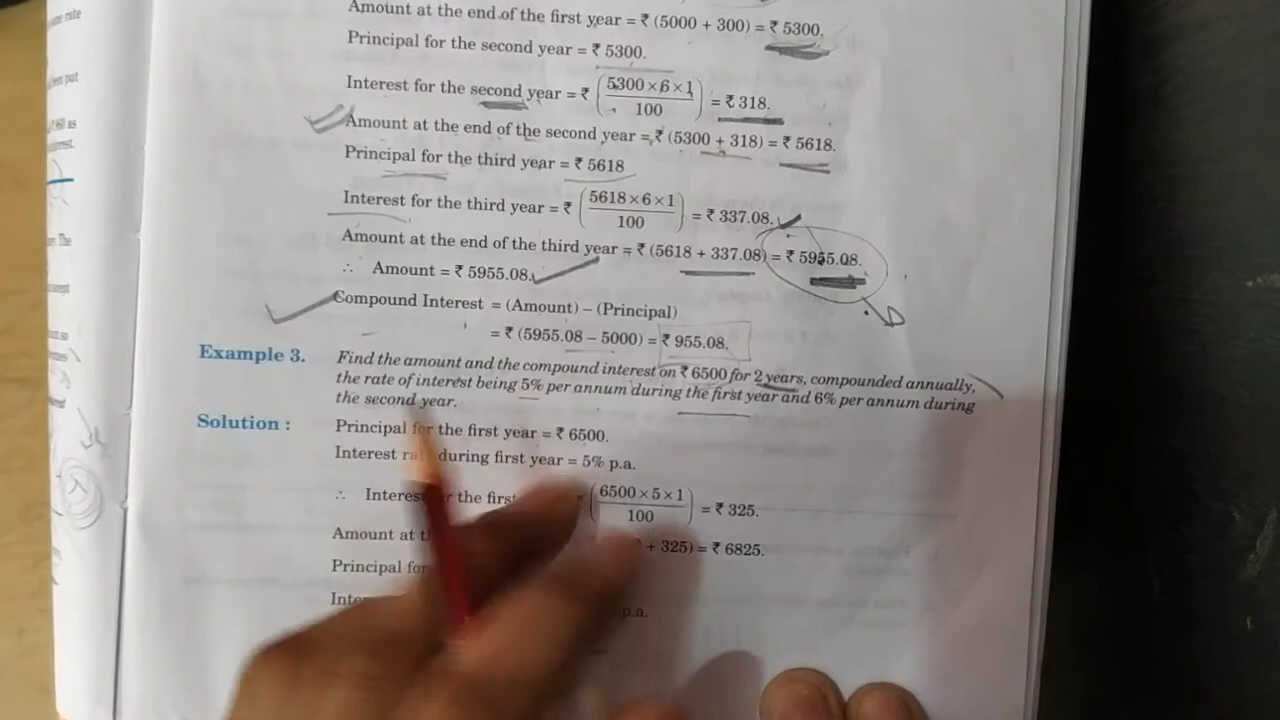 me rate
been put
as
The
Amount at the end of the first year = ₹ (5000 + 300) = ₹ 5300.
Principal for the second year = ₹ 5300.
Interest for the second year = ₹ (5300 × 6 × 1 / 100) = ₹ 318.
Amount at the end of the second year = ₹ (5300 + 318) = ₹ 5618.
Principal for the third year = ₹ 5618
Interest for the third year = ₹ (5618 × 6 × 1 / 100) = ₹ 337.08.
Amount at the end of the third year = ₹ (5618 + 337.08) = ₹ 5955.08.
∴ Amount = ₹ 5955.08.
Compound Interest = (Amount) – (Principal)
= ₹ (5955.08 – 5000) = ₹ 955.08.
Example 3. Find the amount and the compound interest on ₹ 6500 for 2 years, compounded annually,
the rate of interest being 5% per annum during the first year and 6% per annum during
the second year.
Solution : Principal for the first year = ₹ 6500.
Interest during first year = 5% p.a.
∴ Interest the first (6500 × 5 × 1 / 100) = ₹ 325.
Amount at + 325) = ₹ 6825.
Principal for
p.a.